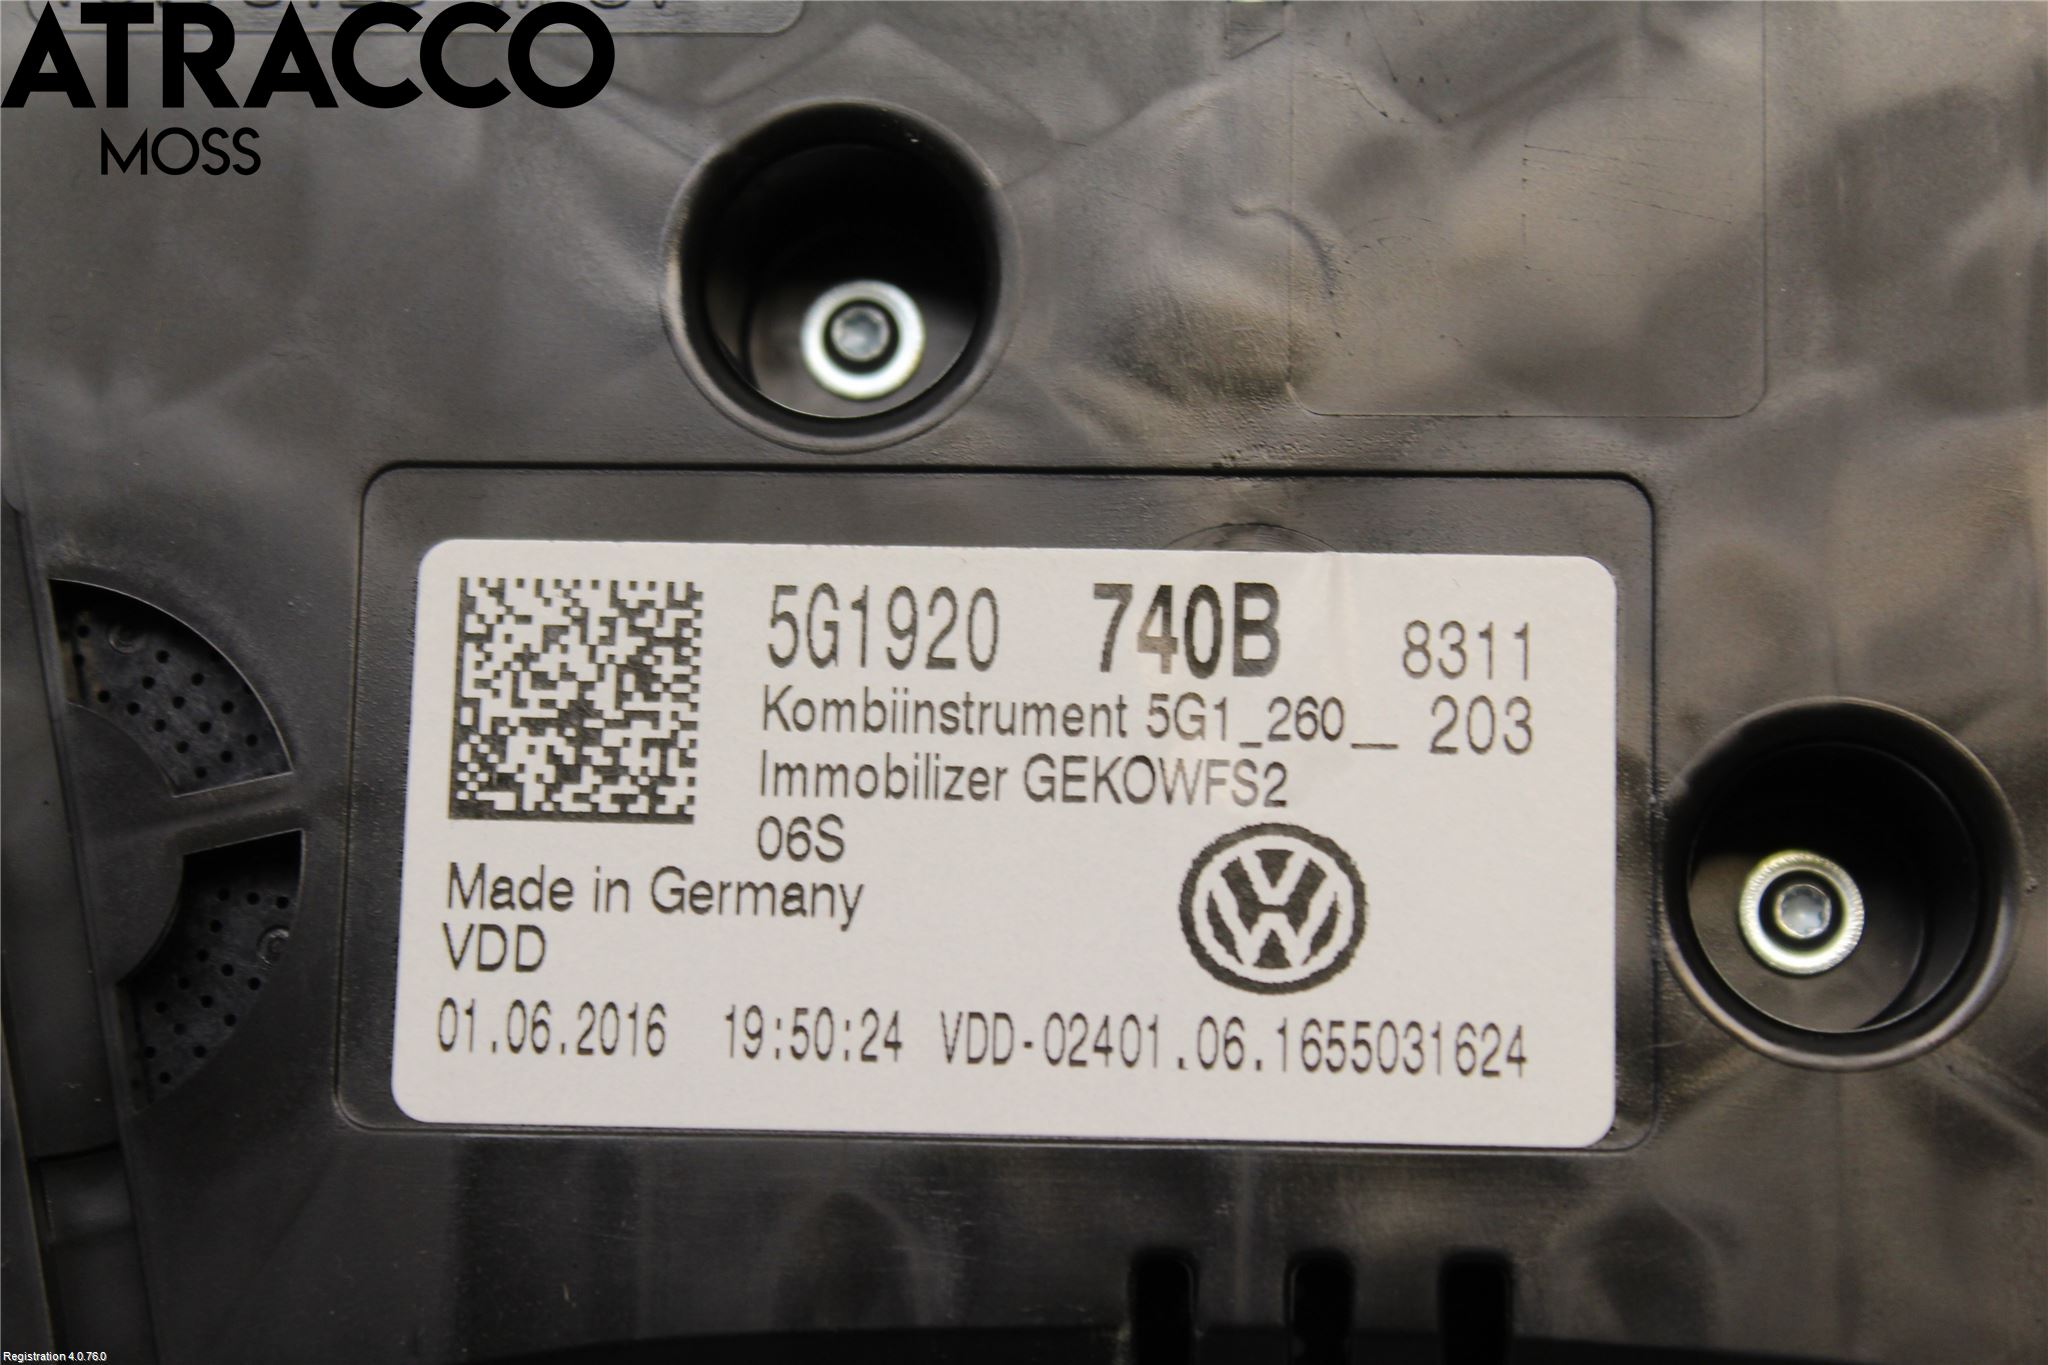 ATRACCO
MOSS
5G1920 740B 8311
Kombiinstrument 5G1_260__ 203
Immobilizer GEKOWFS2
06S
Made in Germany
VDD
01.06.2016 19:50:24 VDD-02401.06.1655031624
Registration 4.0.76.0